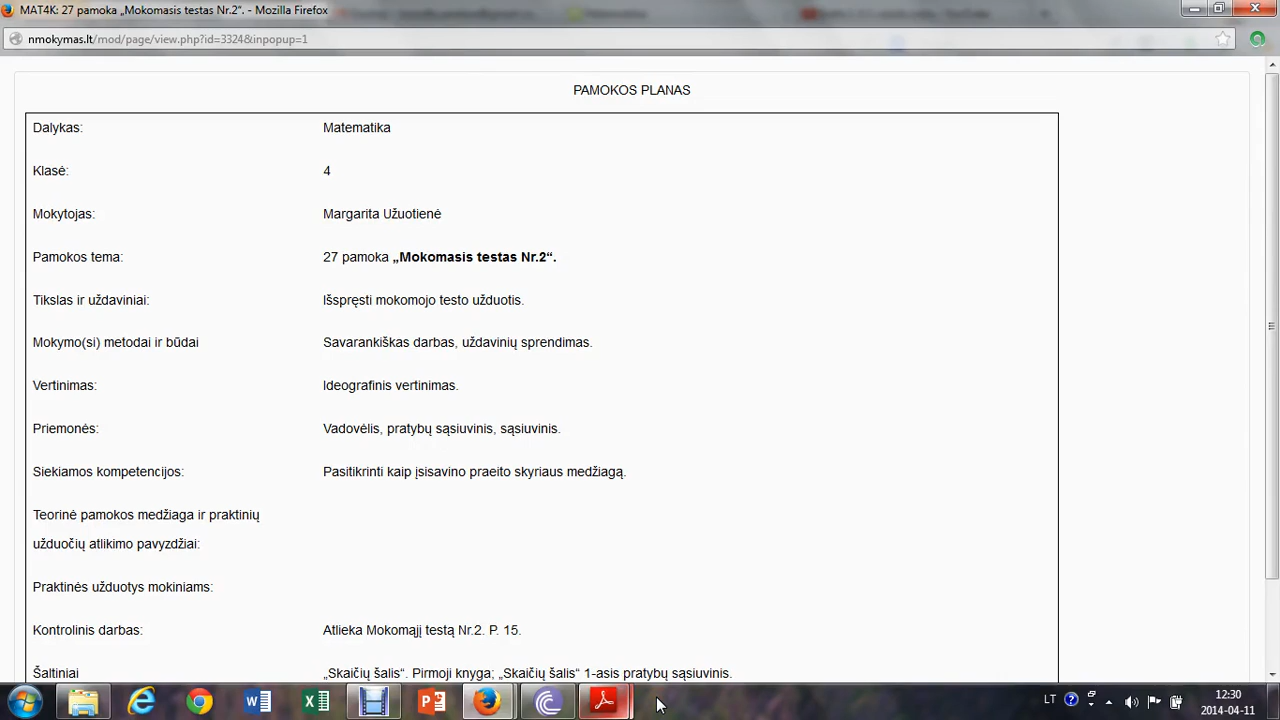 MAT4K: 27 pamoka „Mokomasis testas Nr.2“. - Mozilla Firefox
nmokymas.lt/mod/page/view.php?id=3324&inpopup=1
PAMOKOS PLANAS
Dalykas: Matematika
Klasė: 4
Mokytojas: Margarita Užuotienė
Pamokos tema: 27 pamoka „Mokomasis testas Nr.2“.
Tikslas ir uždaviniai: Išspręsti mokomojo testo užduotis.
Mokymo(si) metodai ir būdai Savarankiškas darbas, uždavinių sprendimas.
Vertinimas: Ideografinis vertinimas.
Priemonės: Vadovėlis, pratybų sąsiuvinis, sąsiuvinis.
Siekiamos kompetencijos: Pasitikrinti kaip įsisavino praeito skyriaus medžiagą.
Teorinė pamokos medžiaga ir praktinių
užduočių atlikimo pavyzdžiai:
Praktinės užduotys mokiniams:
Kontrolinis darbas: Atlieka Mokomąjį testą Nr.2. P. 15.
Šaltiniai „Skaičių šalis“. Pirmoji knyga; „Skaičių šalis“ 1-asis pratybų sąsiuvinis.
LT 12:30
2014-04-11